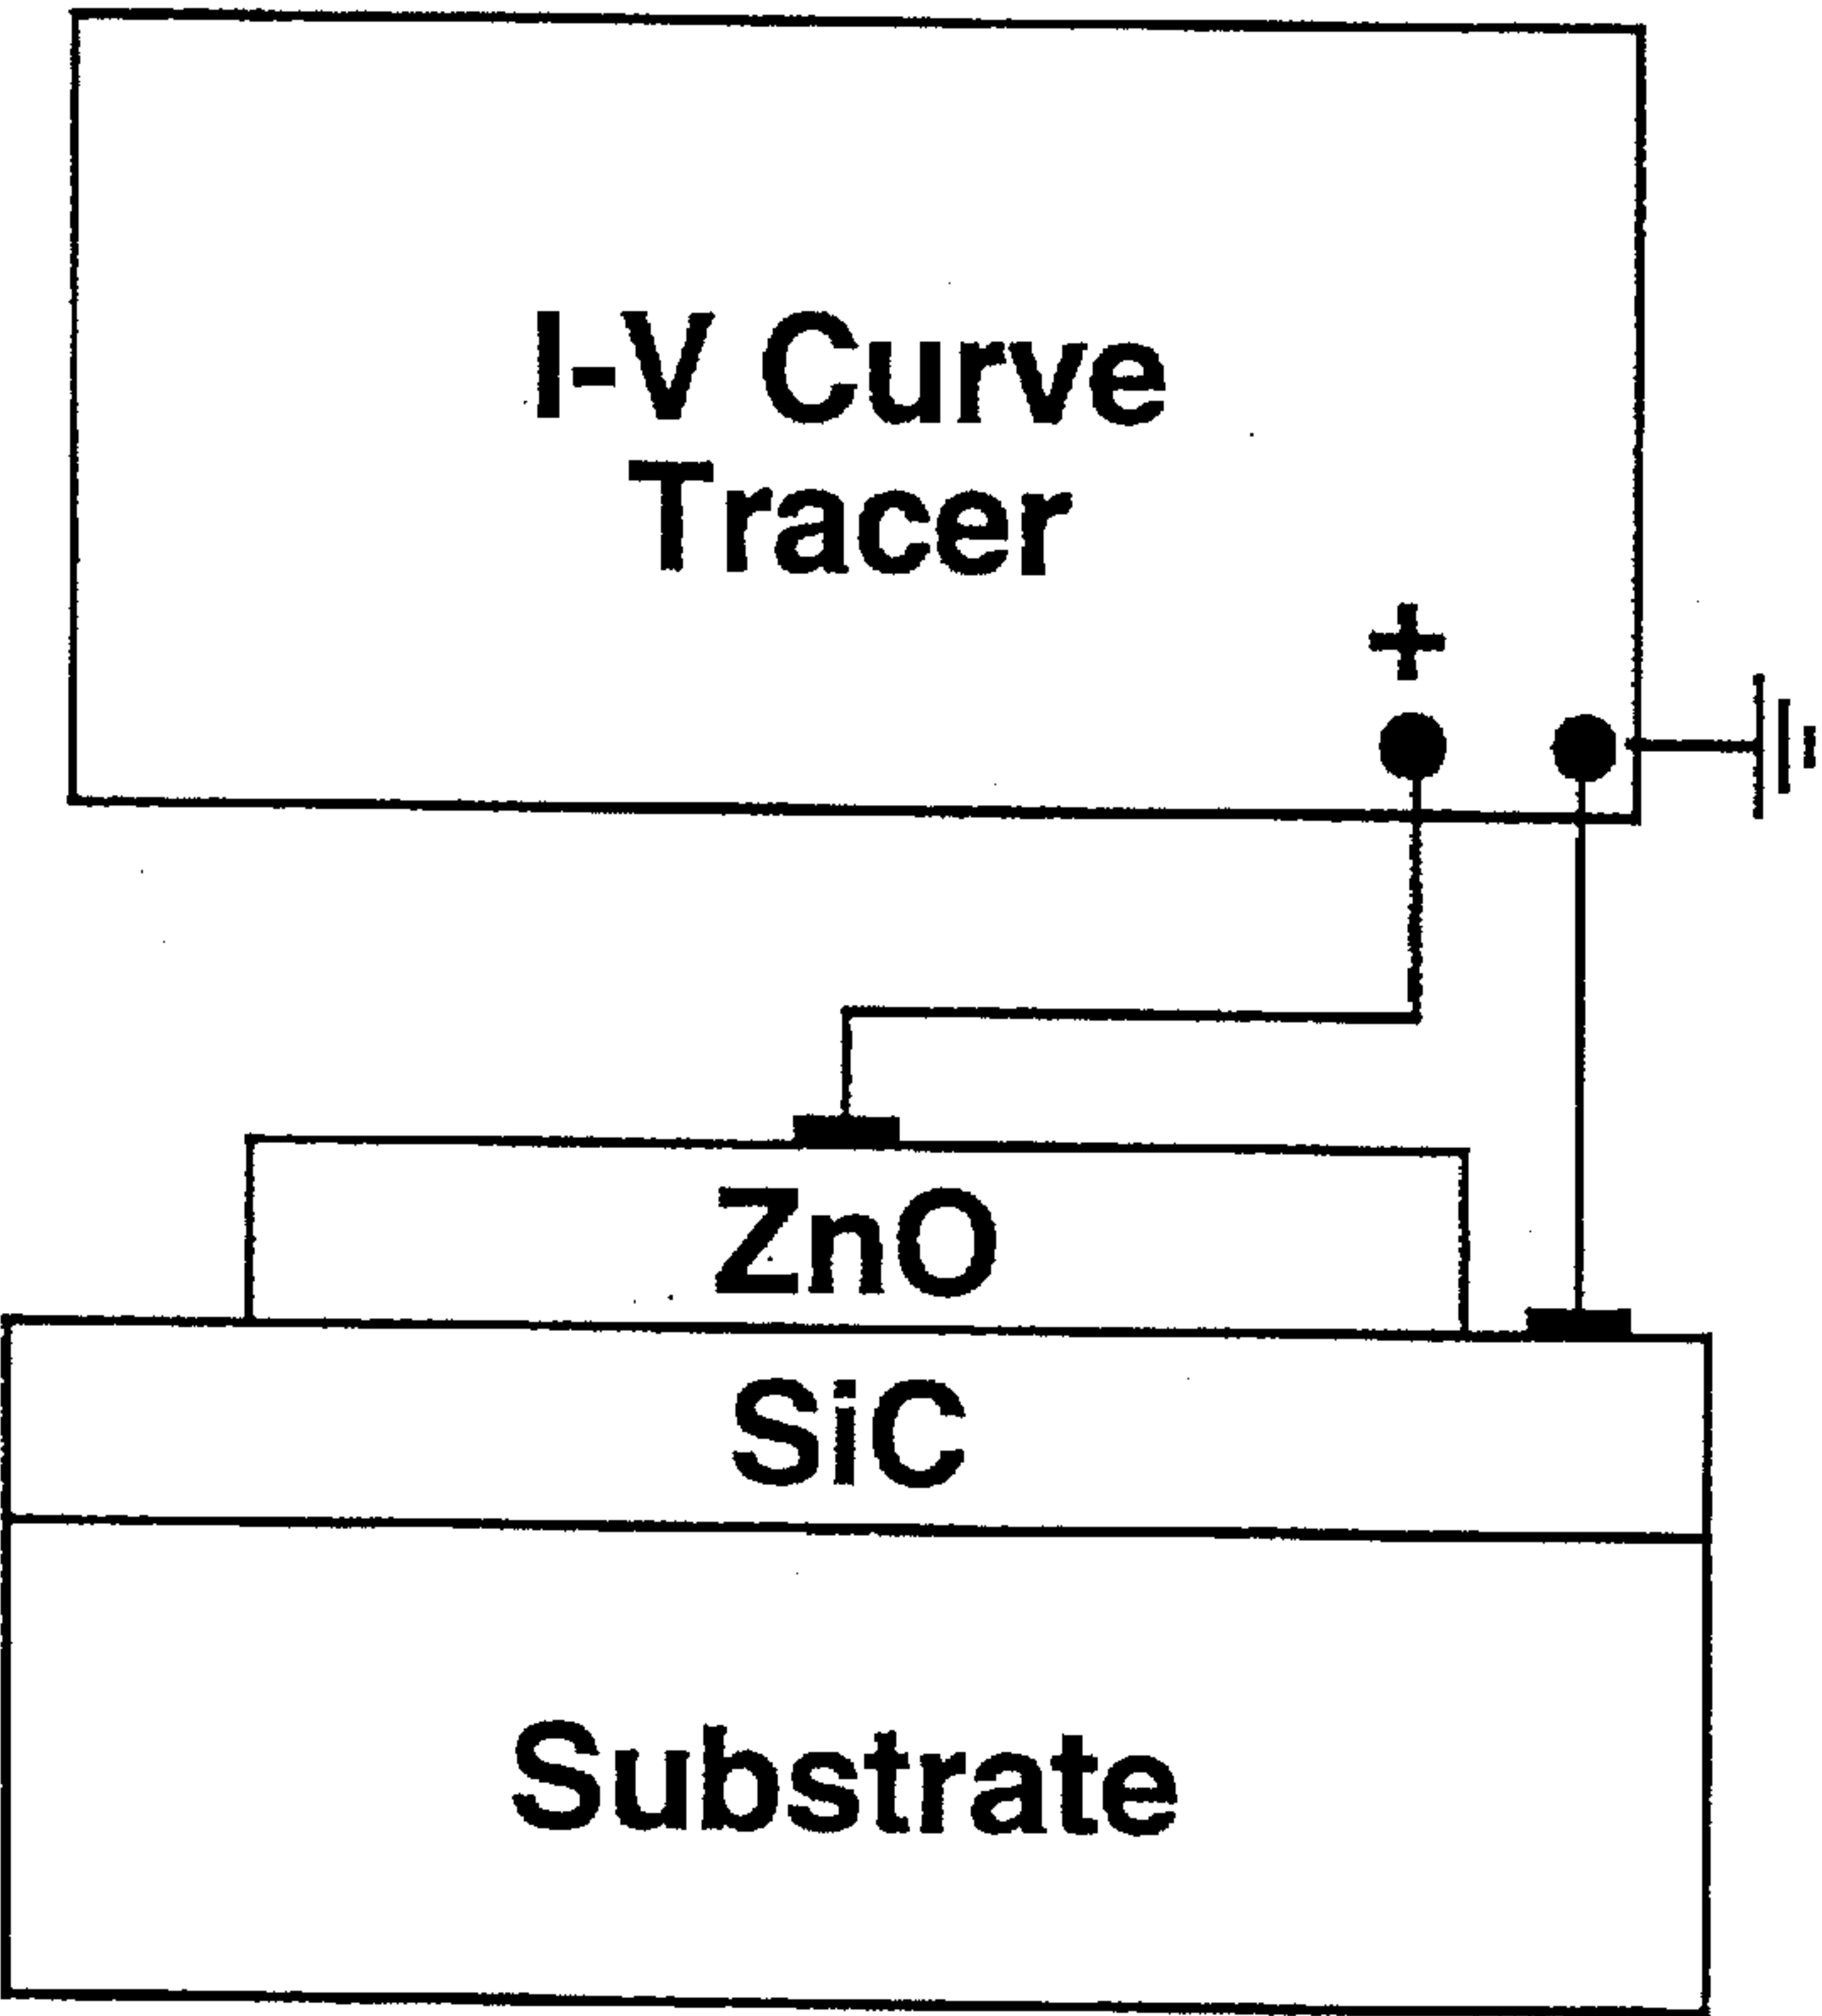 I-V Curve
Tracer
+
ZnO
SiC
Substrate